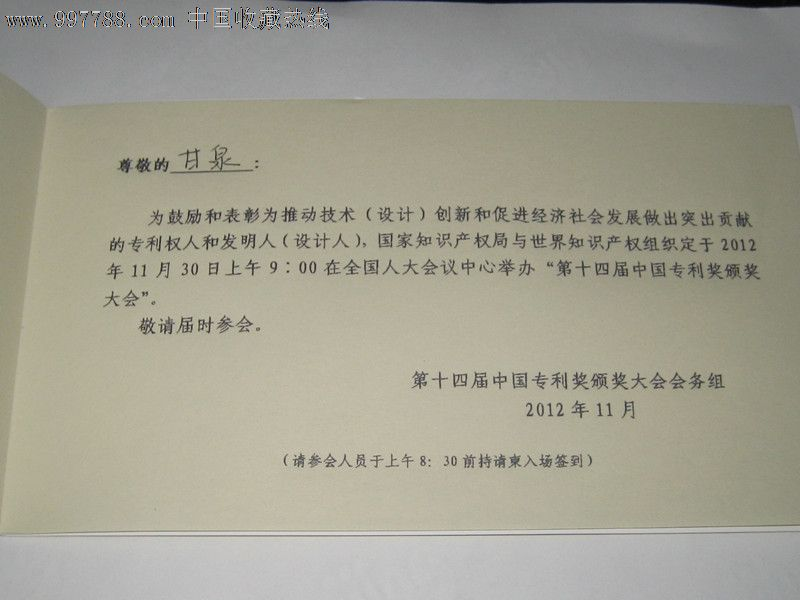 www.997788.com 中国收藏热线
尊敬的 甘泉 :
为鼓励和表彰为推动技术（设计）创新和促进经济社会发展做出突出贡献
的专利权人和发明人（设计人），国家知识产权局与世界知识产权组织定于 2012
年 11 月 30 日上午 9：00 在全国人大会议中心举办 “第十四届中国专利奖颁奖
大会”。
敬请届时参会。
第十四届中国专利奖颁奖大会会务组
2012 年 11 月
（请参会人员于上午 8：30 前持请柬入场签到）